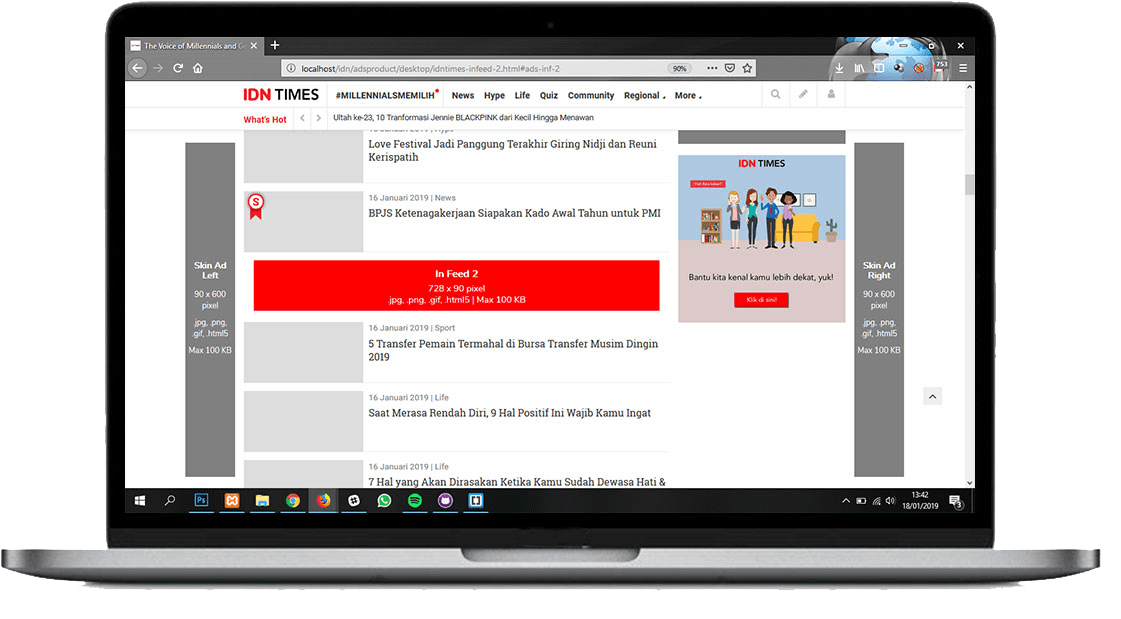 The Voice of Millennials and G
localhost/idn/adsproduct/desktop/idntimes-infeed-2.html#ads-inf-2
90%
753
IDN TIMES
#MILLENNIALSMEMILIH
News
Hype
Life
Quiz
Community
Regional
More
What's Hot
Ultah ke-23, 10 Tranformasi Jennie BLACKPINK dari Kecil Hingga Menawan
Love Festival Jadi Panggung Terakhir Giring Nidji dan Reuni
Kerispatih
S
16 Januari 2019 | News
BPJS Ketenagakerjaan Siapakan Kado Awal Tahun untuk PMI
In Feed 2
728 x 90 pixel
.jpg, .png, .gif, .html5 | Max 100 KB
16 Januari 2019 | Sport
5 Transfer Pemain Termahal di Bursa Transfer Musim Dingin
2019
16 Januari 2019 | Life
Saat Merasa Rendah Diri, 9 Hal Positif Ini Wajib Kamu Ingat
16 Januari 2019 | Life
7 Hal yang Akan Dirasakan Ketika Kamu Sudah Dewasa Hati &
Skin Ad
Left
90 x 600
pixel
.jpg, .png,
.gif, .html5
Max 100 KB
IDN TIMES
Bantu kita kenal kamu lebih dekat, yuk!
Klik di sini!
Skin Ad
Right
90 x 600
pixel
.jpg, .png,
.gif, .html5
Max 100 KB
Ps
13:42
18/01/2019
3